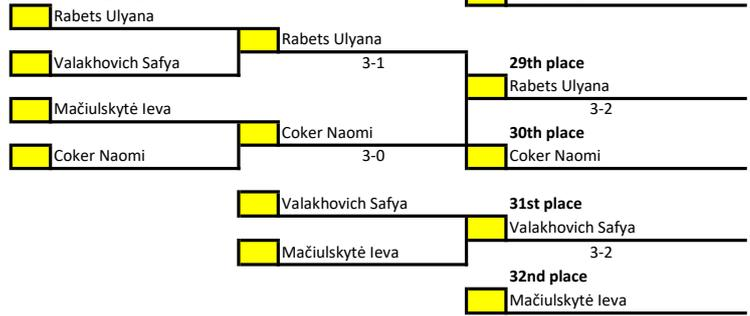 Rabets Ulyana
Rabets Ulyana
Valakhovich Safya
3-1
29th place
Rabets Ulyana
Mačiulskytė Ieva
3-2
Coker Naomi
30th place
Coker Naomi
3-0
Coker Naomi
Valakhovich Safya
31st place
Valakhovich Safya
Mačiulskytė Ieva
3-2
32nd place
Mačiulskytė Ieva